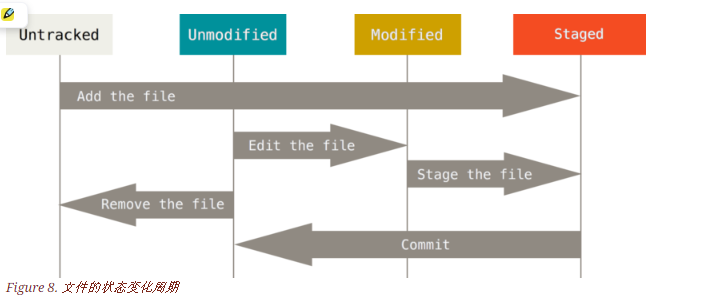 Untracked
Unmodified
Modified
Staged
Add the file
Edit the file
Stage the file
Remove the file
Commit
Figure 8. 文件的状态变化周期